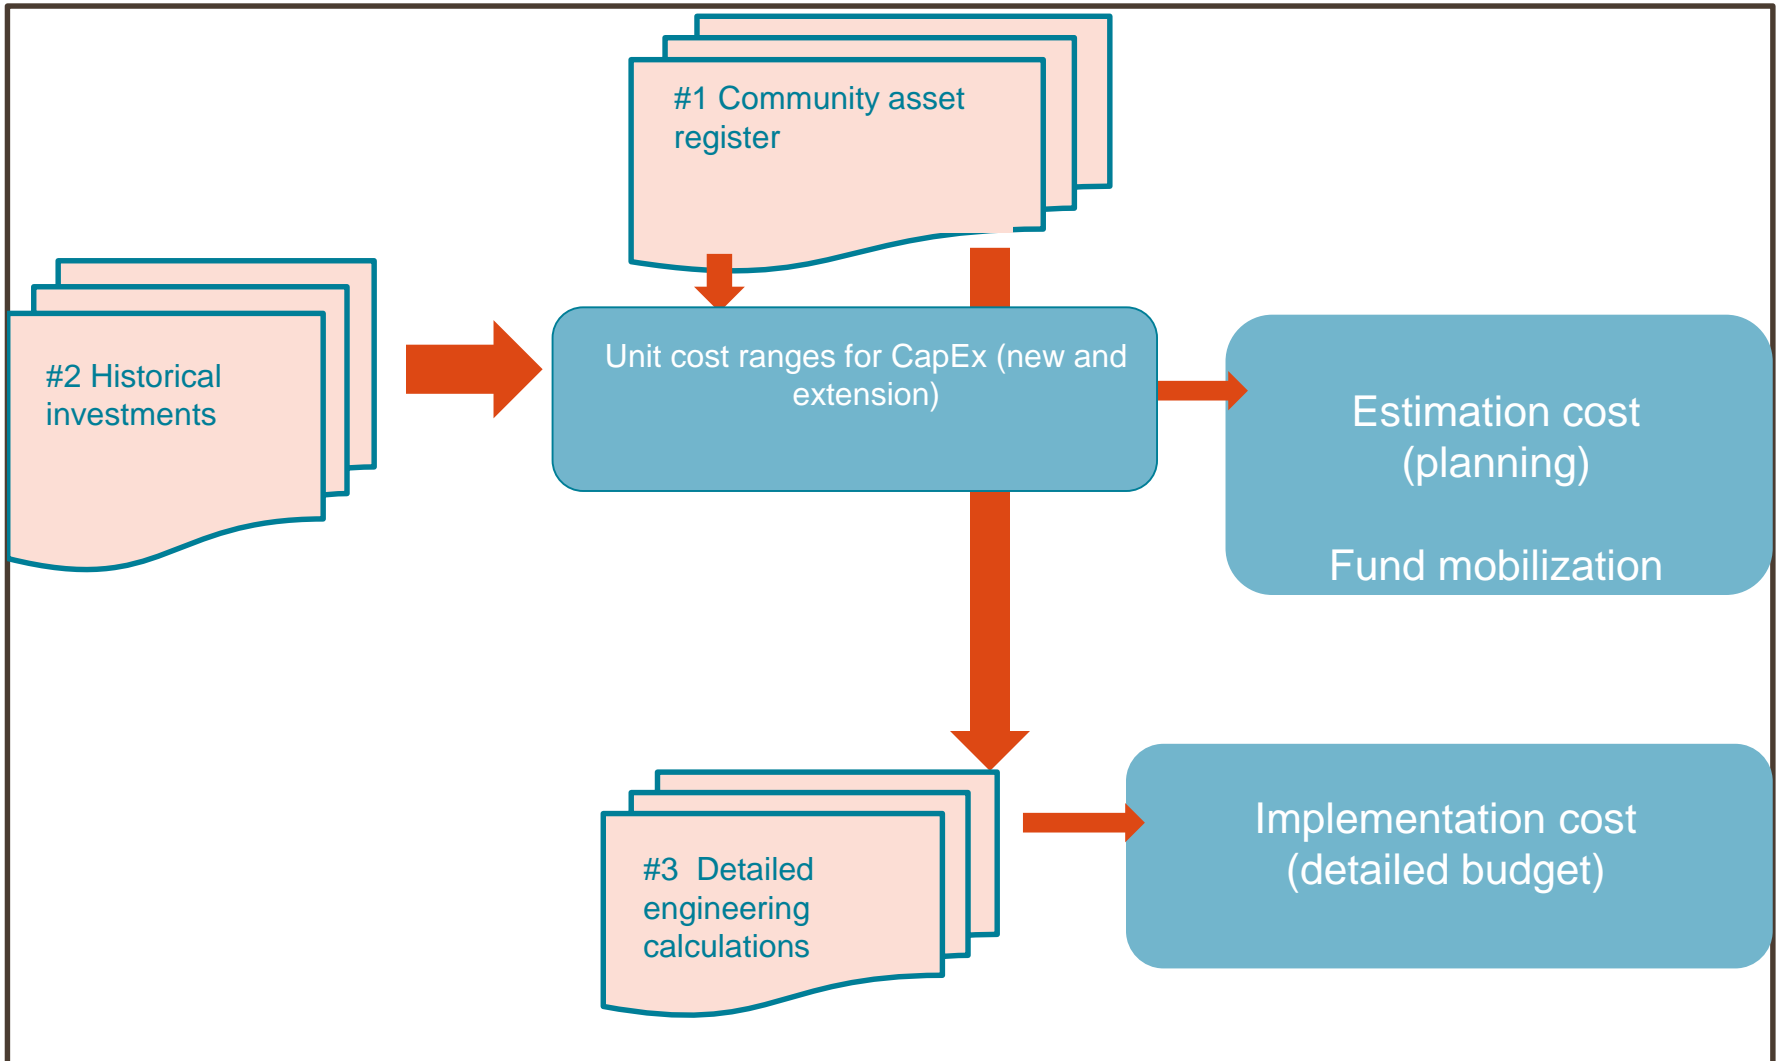 #1 Community asset
register
#2 Historical
investments
Unit cost ranges for CapEx (new and
extension)
Estimation cost
(planning)
Fund mobilization
#3  Detailed
engineering
calculations
Implementation cost
(detailed budget)